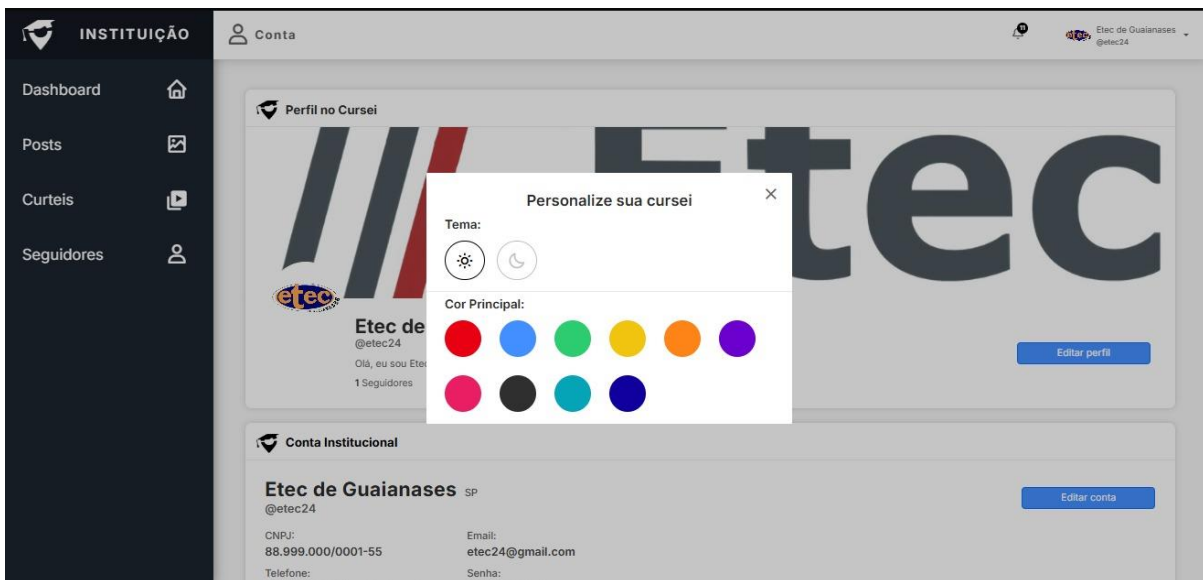 INSTITUIÇÃO
Conta
11
Etec de Guaianases
@etec24
Dashboard
Posts
Curteis
Seguidores
Perfil no Cursei
Etec
etec
Personalize sua cursei
Tema:
Cor Principal:
Etec de
@etec24
Olá, eu sou Etec
1 Seguidores
Editar perfil
Conta Institucional
Etec de Guaianases SP
@etec24
Editar conta
CNPJ: Email:
88.999.000/0001-55 etec24@gmail.com
Telefone: Senha: